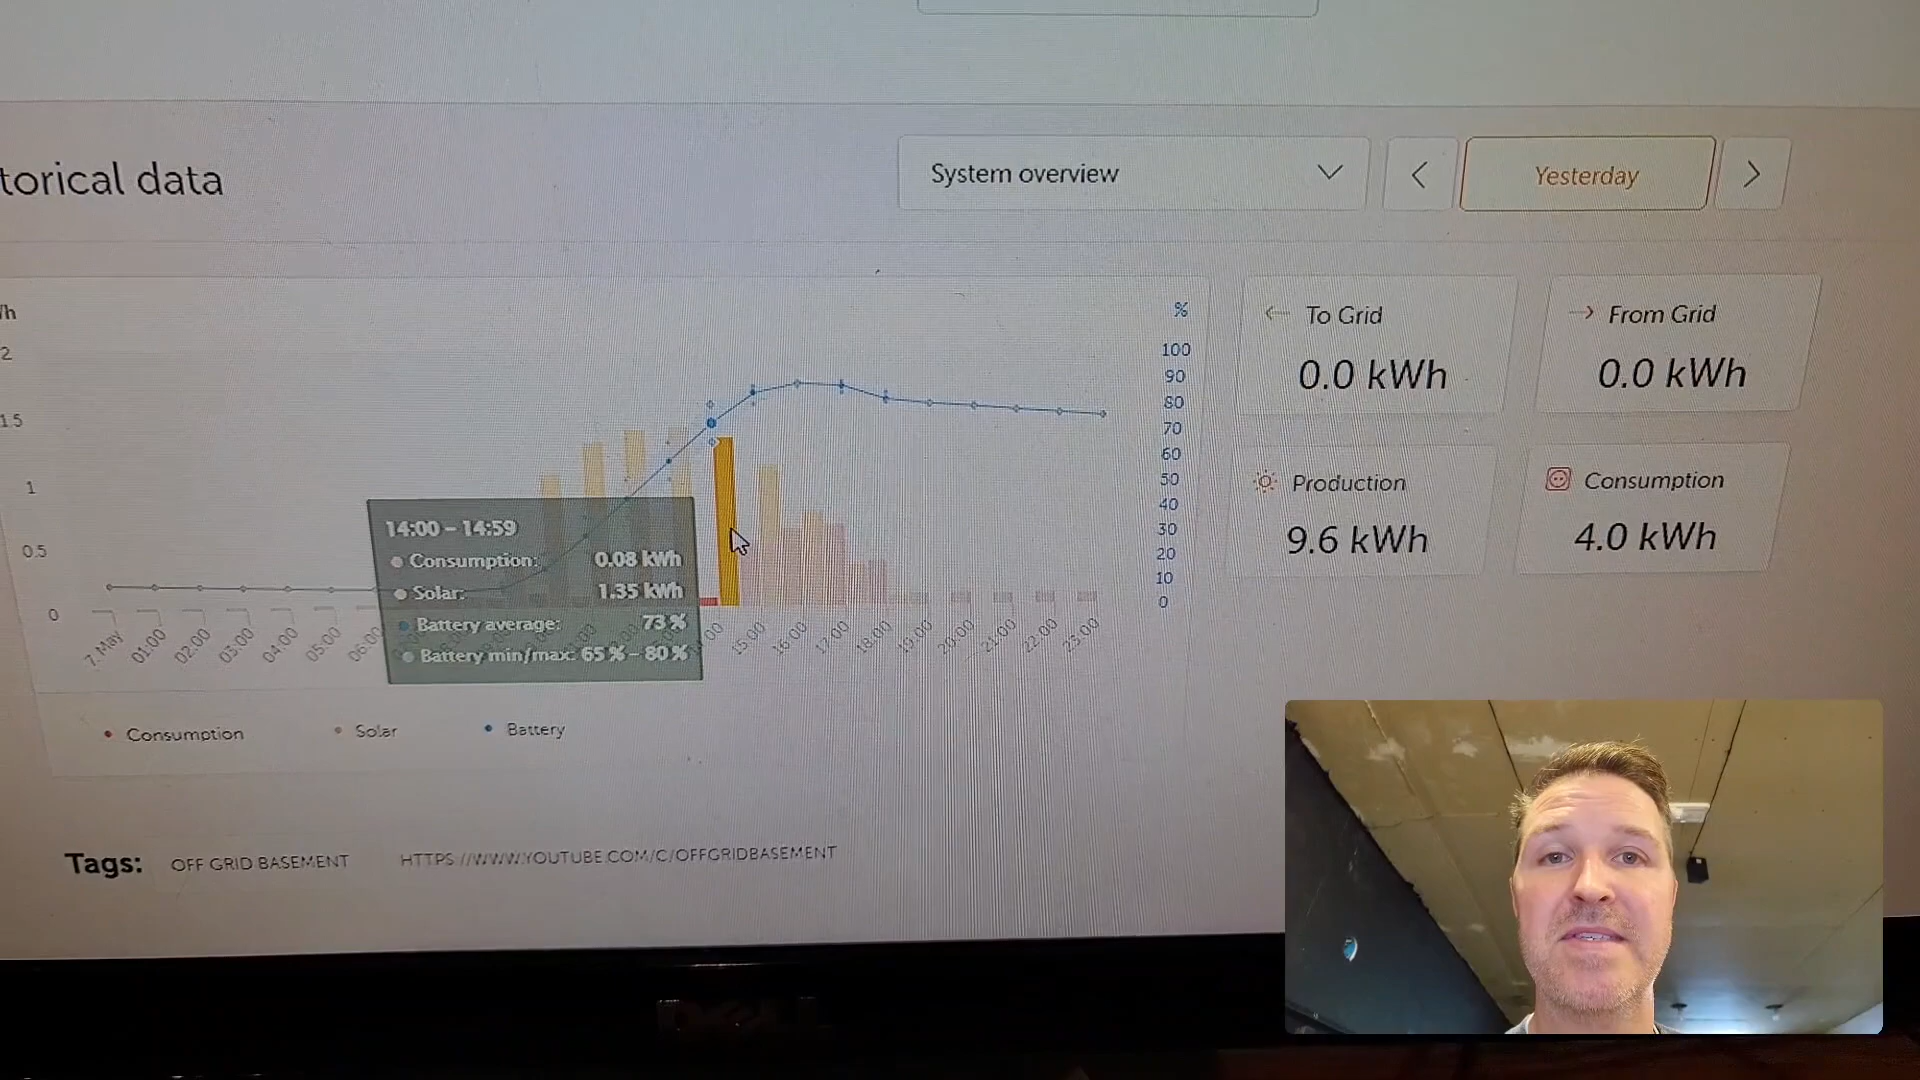 torical data
System overview
Yesterday
To Grid
0.0 kWh
From Grid
0.0 kWh
Production
9.6 kWh
Consumption
4.0 kWh
%
100
90
80
70
60
50
40
30
20
10
0
2
1.5
1
0.5
0
14:00 – 14:59
Consumption: 0.08 kWh
Solar: 1.35 kWh
Battery average: 73 %
Battery min/max: 65 % – 80 %
7. May 01:00 02:00 03:00 04:00 05:00 06:00 15:00 16:00 17:00 18:00 19:00 20:00 21:00 22:00 23:00
Consumption Solar Battery
Tags: OFF GRID BASEMENT HTTPS://WWW.YOUTUBE.COM/C/OFFGRIDBASEMENT
DELL